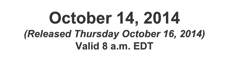 October 14, 2014
(Released Thursday October 16, 2014)
Valid 8 a.m. EDT